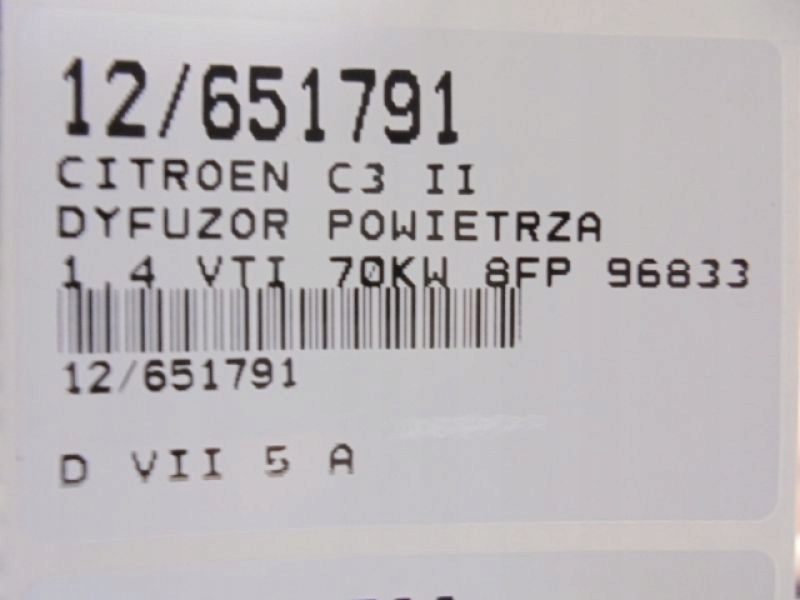 12/651791
CITROEN C3 II
DYFUZOR POWIETRZA
1.4 VTI 70KW 8FP 96833
12/651791
D VII 5 A